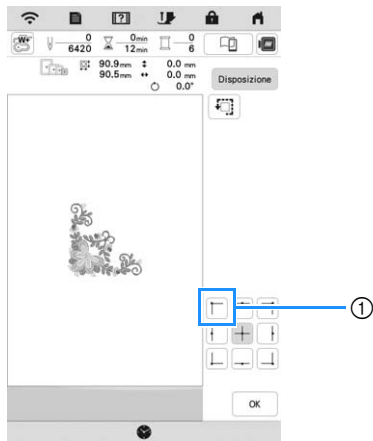 W+ 0 6420 0min 12min 0 6
90.9mm 0.0 mm
90.5mm 0.0 mm
0.0°
Disposizione
①
OK